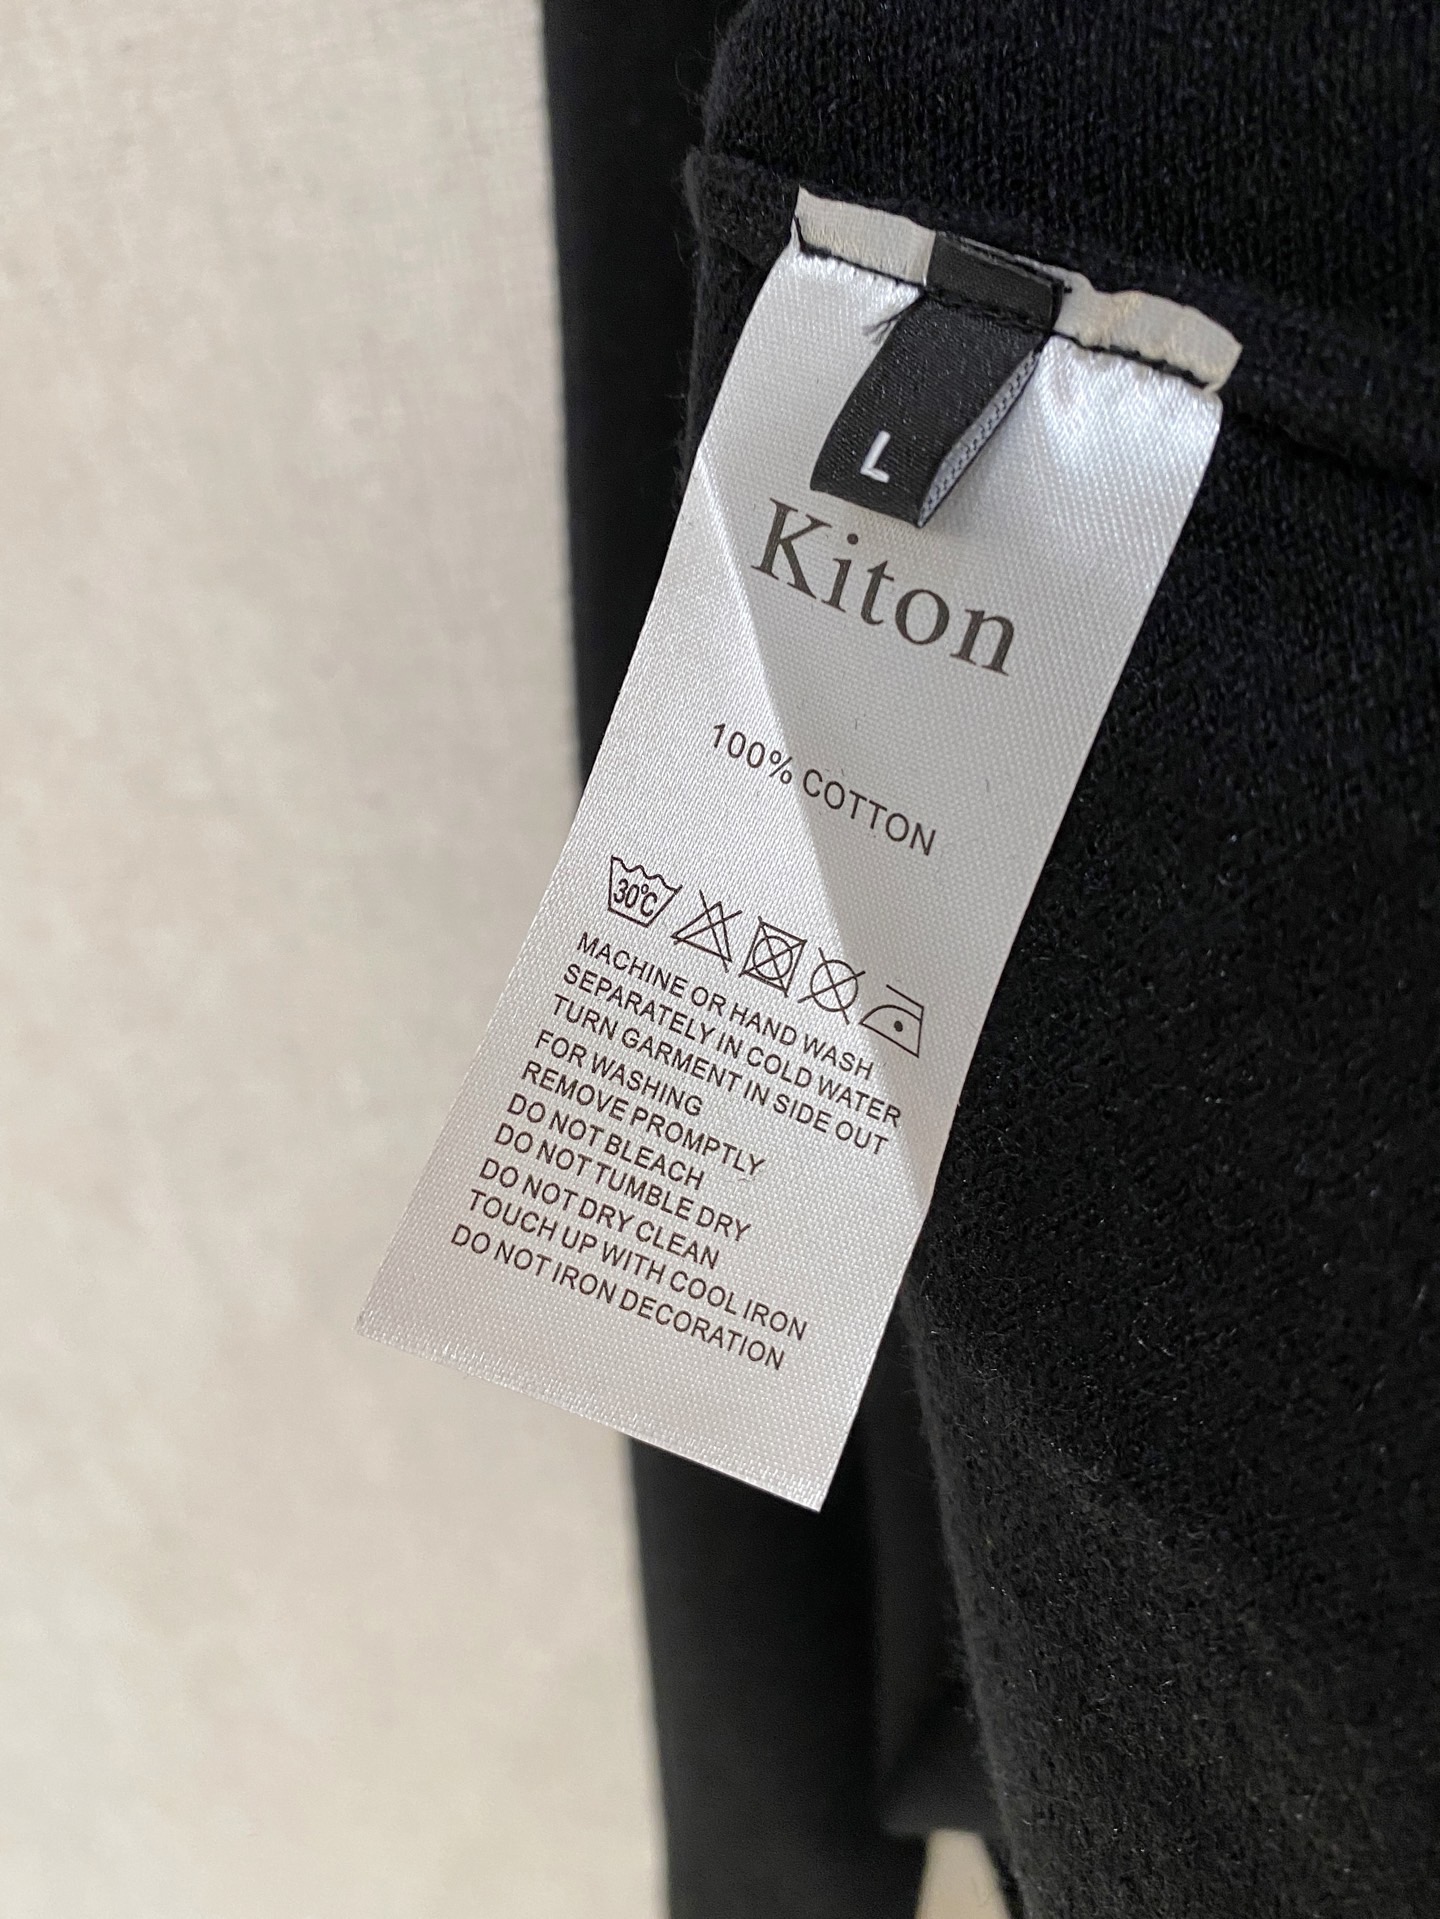 L
Kiton
100% COTTON
30°C
MACHINE OR HAND WASH
SEPARATELY IN COLD WATER
TURN GARMENT IN SIDE OUT
FOR WASHING
REMOVE PROMPTLY
DO NOT BLEACH
DO NOT TUMBLE DRY
DO NOT DRY CLEAN
TOUCH UP WITH COOL IRON
DO NOT IRON DECORATION